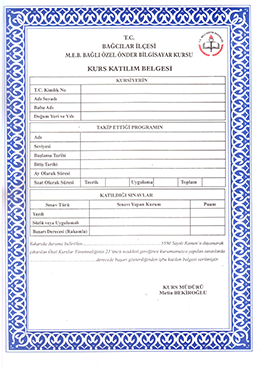 T.C.
BAĞCILAR İLÇESİ
M.E.B. BAĞLI ÖZEL ÖNDER BİLGİSAYAR KURSU
KURS KATILIM BELGESİ
KURSİYERİN
T.C. Kimlik No
Adı Soyadı
Baba Adı
Doğum Yeri ve Yılı
TAKİP ETTİĞİ PROGRAMIN
Adı
Seviyesi
Başlama Tarihi
Bitiş Tarihi
Ay Olarak Süresi
Saat Olarak Süresi Teorik Uygulama Toplam
KATILDIĞI SINAVLAR
Sınav Türü Sınavı Yapan Kurum Puanı
Yazılı
Sözlü veya Uygulamalı
Başarı Derecesi (Rakamla)
Yukarıda durumu belirtilen
Sayılı Kanun'a dayanarak
çıkarılan Özel Kurslar Yönetmeliğinin
maddesi gereğince kurumumuzca yapılan sınavlarda
derecede başarı gösterdiğinden işbu katılım belgesi verilmiştir.
KURS MÜDÜRÜ
Metin BEKİROĞLU